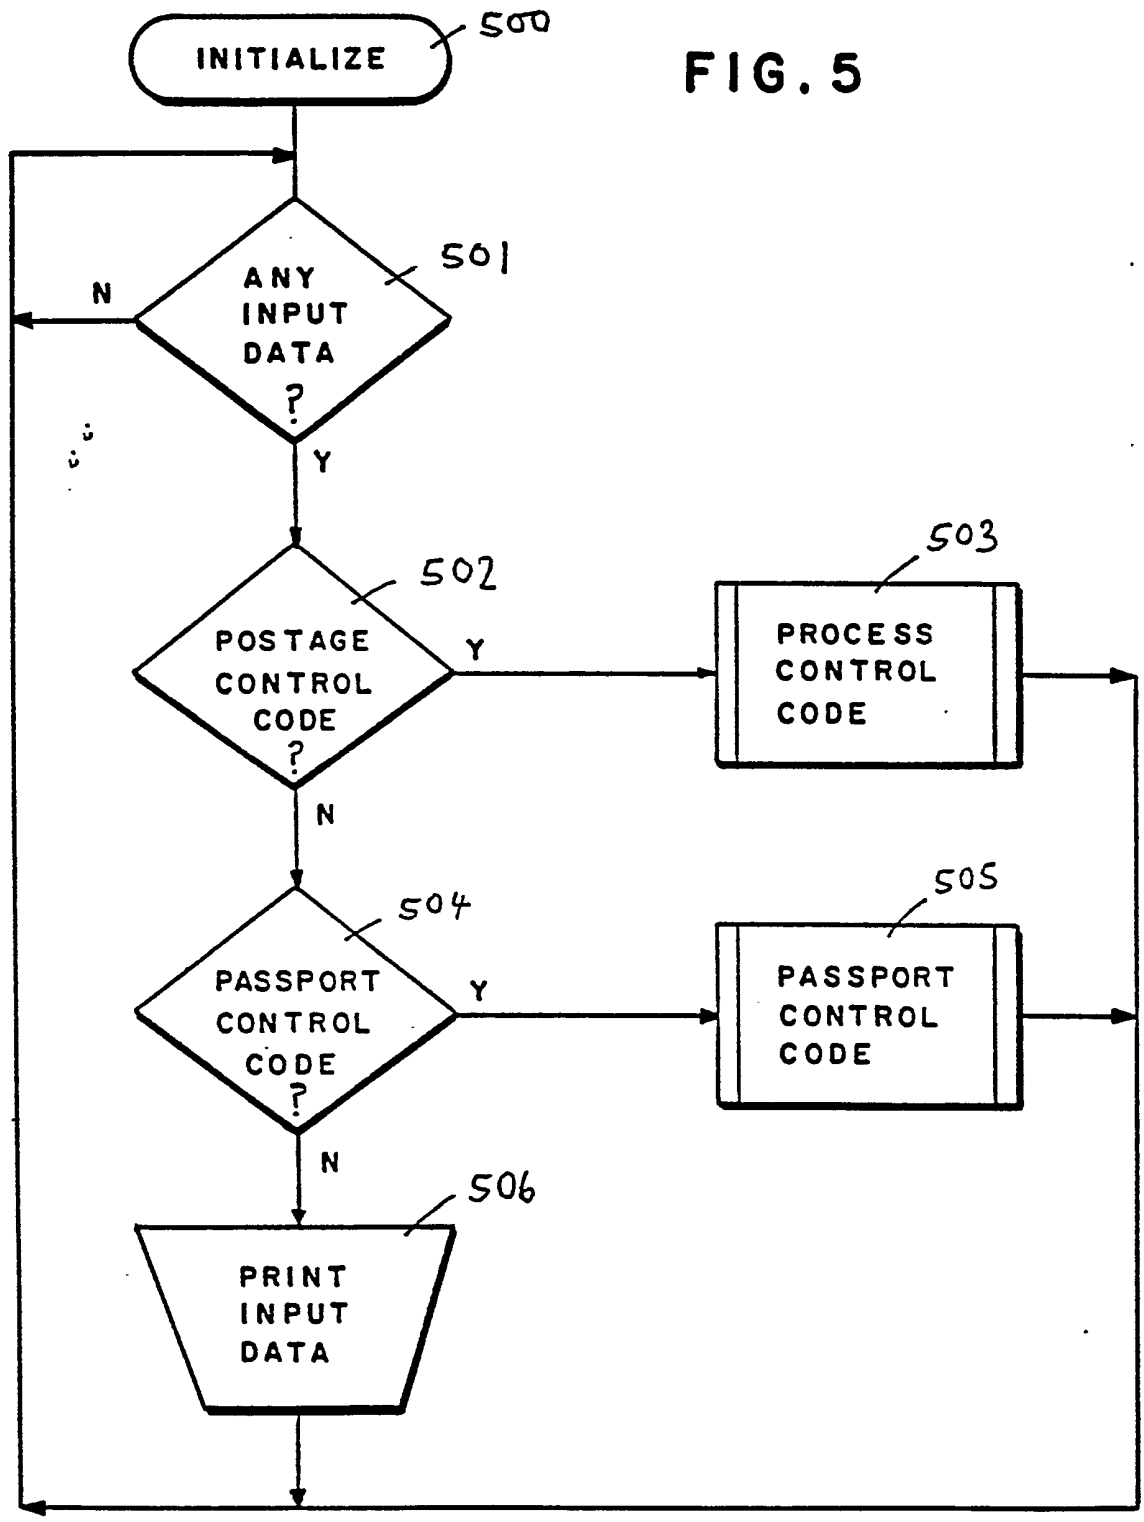 500
INITIALIZE
FIG. 5
501
ANY
INPUT
DATA
?
N
Y
502
POSTAGE
CONTROL
CODE
?
Y
503
PROCESS
CONTROL
CODE
N
504
PASSPORT
CONTROL
CODE
?
Y
505
PASSPORT
CONTROL
CODE
N
506
PRINT
INPUT
DATA